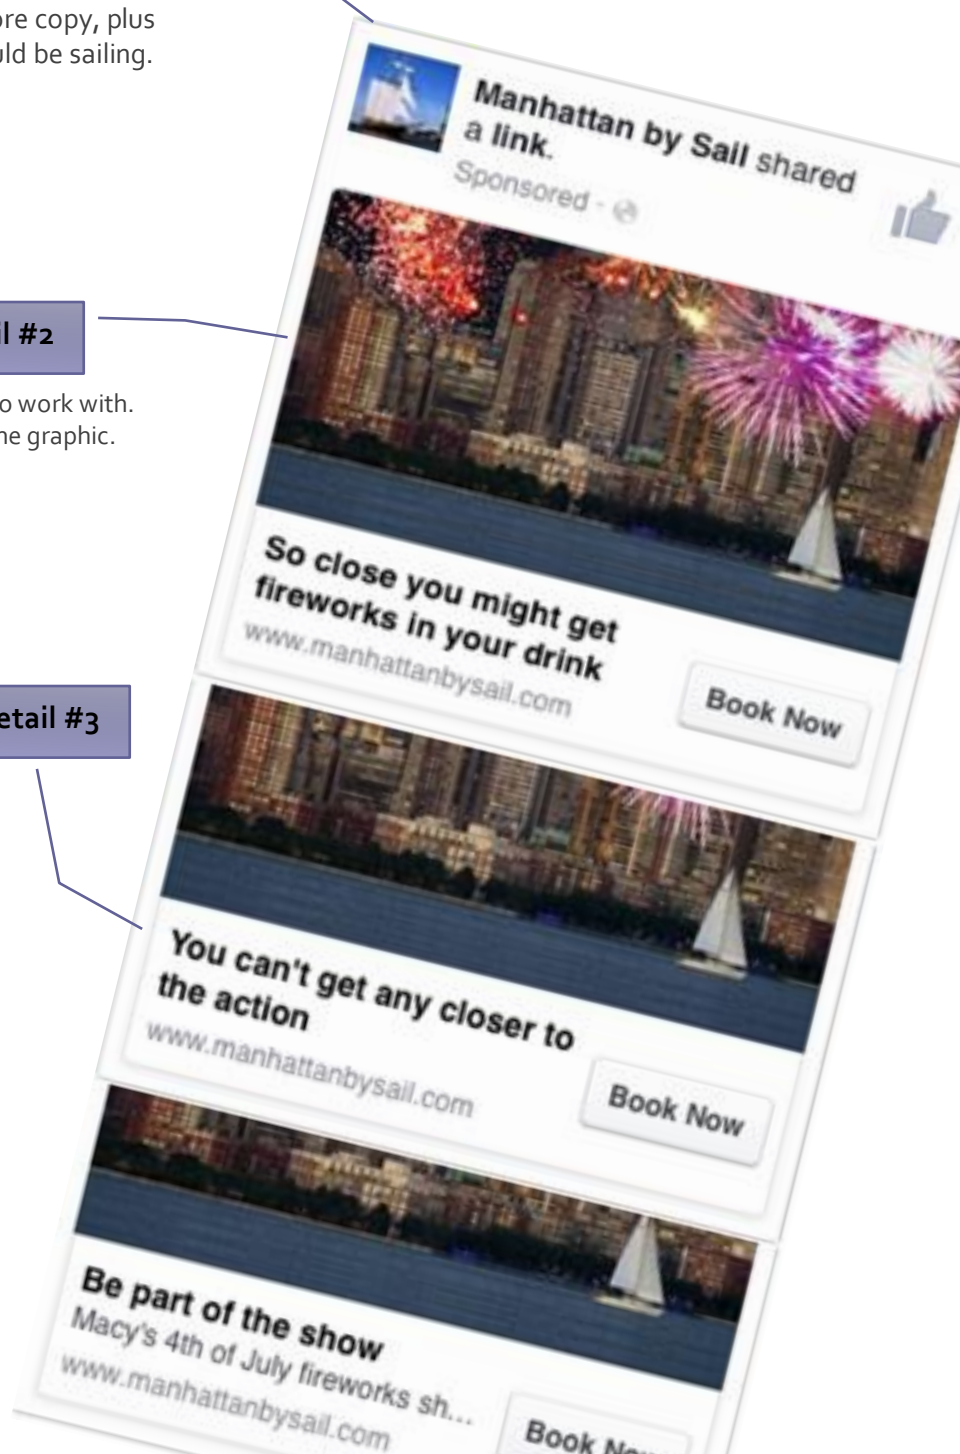 ore copy, plus
uld be sailing.
Manhattan by Sail shared
a link.
Sponsored -
il #2
o work with.
he graphic.
So close you might get
fireworks in your drink
www.manhattanbysail.com
Book Now
etail #3
You can't get any closer to
the action
www.manhattanbysail.com
Book Now
Be part of the show
Macy's 4th of July fireworks sh...
www.manhattanbysail.com
Book Now